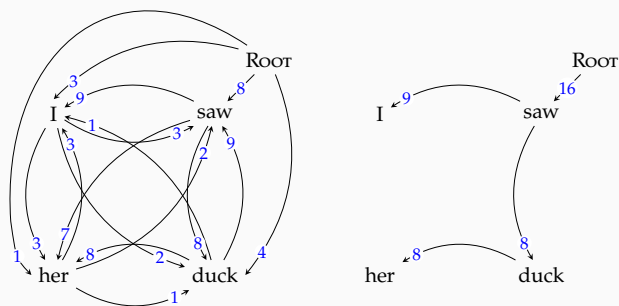 ROOT ROOT
3
9 8 9 16
I saw I saw
1 3
3 2 9
7
3 8 2 8 8 8
1 4
her duck her duck
1